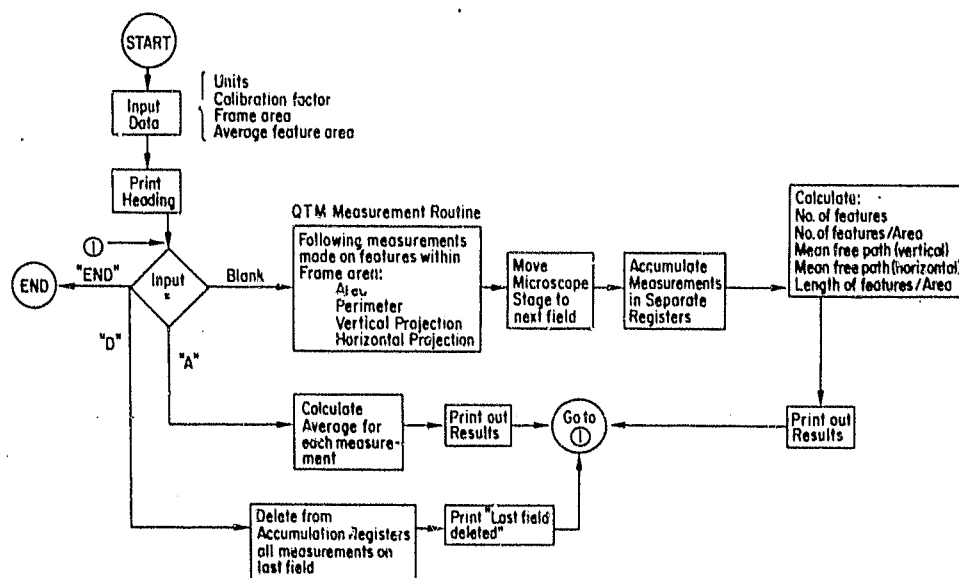 START
Input
Data
Units
Calibration factor
Frame area
Average feature area
Print
Heading
①
"END"
END
Input
=
Blank
"D"
"A"
QTM Measurement Routine
Following measurements
made on features within
Frame area:
Area
Perimeter
Vertical Projection
Horizontal Projection
Move
Microscope
Stage to
next field
Accumulate
Measurements
in Separate
Registers
Calculate:
No. of features
No. of features/Area
Mean free path (vertical)
Mean free path (horizontal)
Length of features/Area
Calculate
Average for
each measure-
ment
Print out
Results
Go to
①
Print out
Results
Delete from
Accumulation Registers
all measurements on
last field
Print "Last field
deleted"